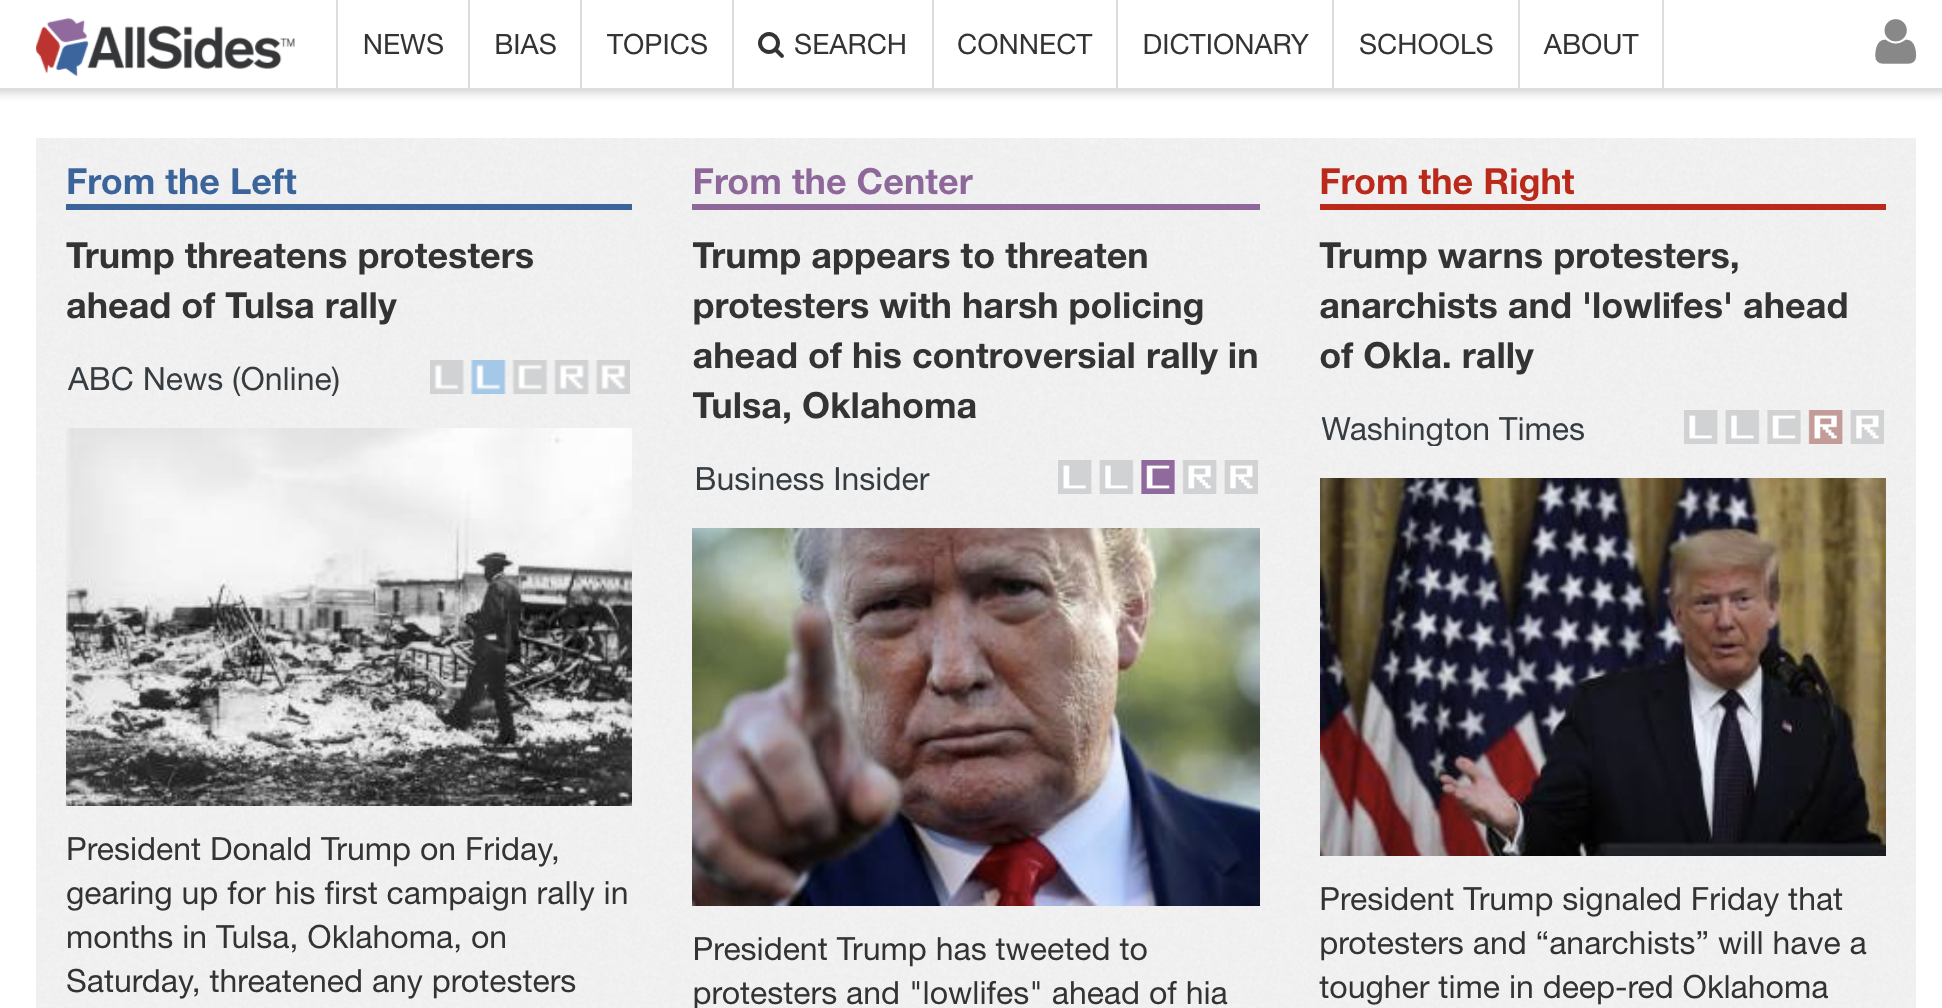 AllSides™
NEWS
BIAS
TOPICS
SEARCH
CONNECT
DICTIONARY
SCHOOLS
ABOUT
From the Left
Trump threatens protesters
ahead of Tulsa rally
ABC News (Online)
L L C R R
President Donald Trump on Friday,
gearing up for his first campaign rally in
months in Tulsa, Oklahoma, on
Saturday, threatened any protesters
From the Center
Trump appears to threaten
protesters with harsh policing
ahead of his controversial rally in
Tulsa, Oklahoma
Business Insider
L L C R R
President Trump has tweeted to
protesters and "lowlifes" ahead of hia
From the Right
Trump warns protesters,
anarchists and 'lowlifes' ahead
of Okla. rally
Washington Times
L L C R R
President Trump signaled Friday that
protesters and “anarchists” will have a
tougher time in deep-red Oklahoma